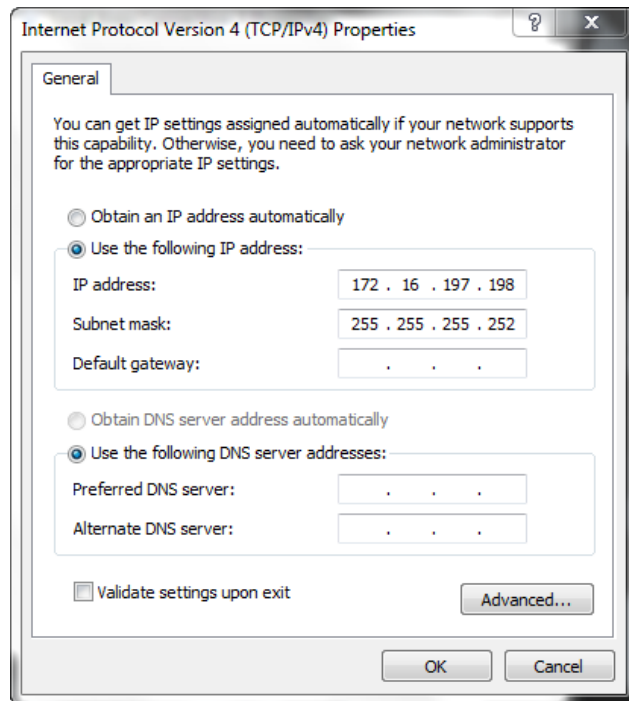 Internet Protocol Version 4 (TCP/IPv4) Properties
General
You can get IP settings assigned automatically if your network supports
this capability. Otherwise, you need to ask your network administrator
for the appropriate IP settings.
Obtain an IP address automatically
Use the following IP address:
IP address: 172 . 16 . 197 . 198
Subnet mask: 255 . 255 . 255 . 252
Default gateway: . . .
Obtain DNS server address automatically
Use the following DNS server addresses:
Preferred DNS server: . . .
Alternate DNS server: . . .
Validate settings upon exit
Advanced...
OK Cancel